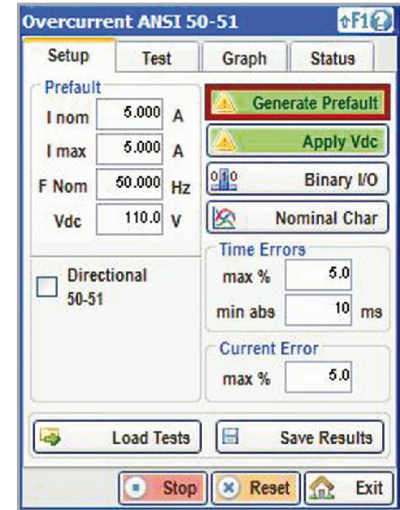 Overcurrent ANSI 50-51
⇧F1
Setup Test Graph Status
Prefault
I nom 5.000 A
I max 5.000 A
F Nom 50.000 Hz
Vdc 110.0 V
Directional
50-51
Generate Prefault
Apply Vdc
Binary I/O
Nominal Char
Time Errors
max % 5.0
min abs 10 ms
Current Error
max % 5.0
Load Tests
Save Results
Stop Reset Exit